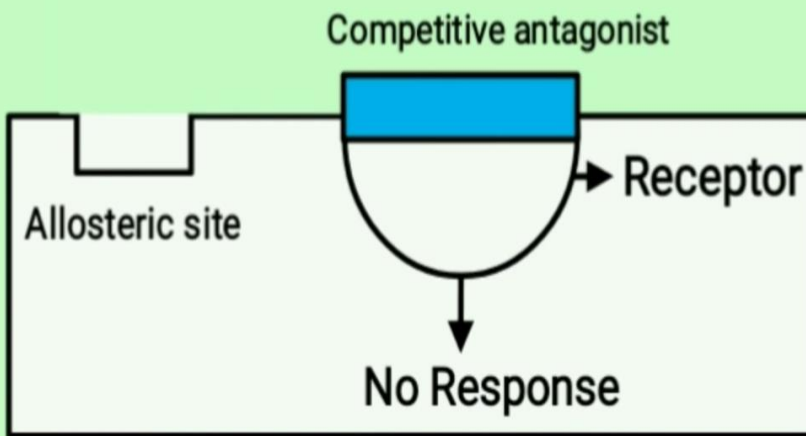 Competitive antagonist
Receptor
Allosteric site
No Response